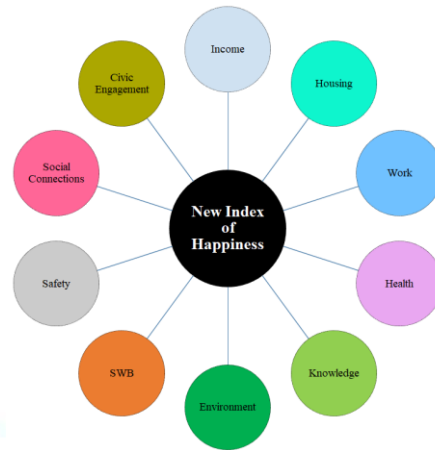 Income
Housing
Work
Health
Knowledge
Environment
SWB
Safety
Social
Connections
Civic
Engagement
New Index
of
Happiness